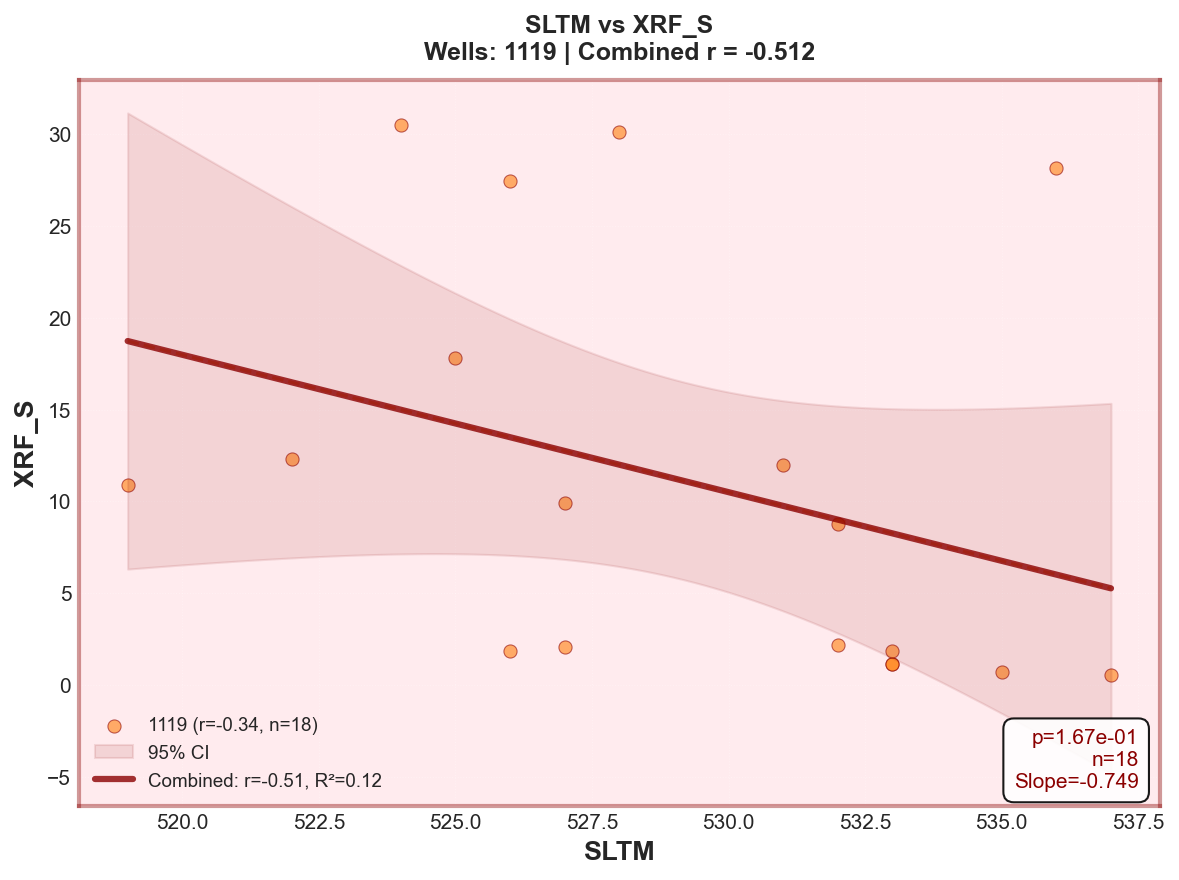 SLTM vs XRF_S
Wells: 1119 | Combined r = -0.512
30
25
20
15
10
5
0
−5
XRF_S
1119 (r=-0.34, n=18)
95% CI
Combined: r=-0.51, R²=0.12
p=1.67e-01
n=18
Slope=-0.749
520.0 522.5 525.0 527.5 530.0 532.5 535.0 537.5
SLTM